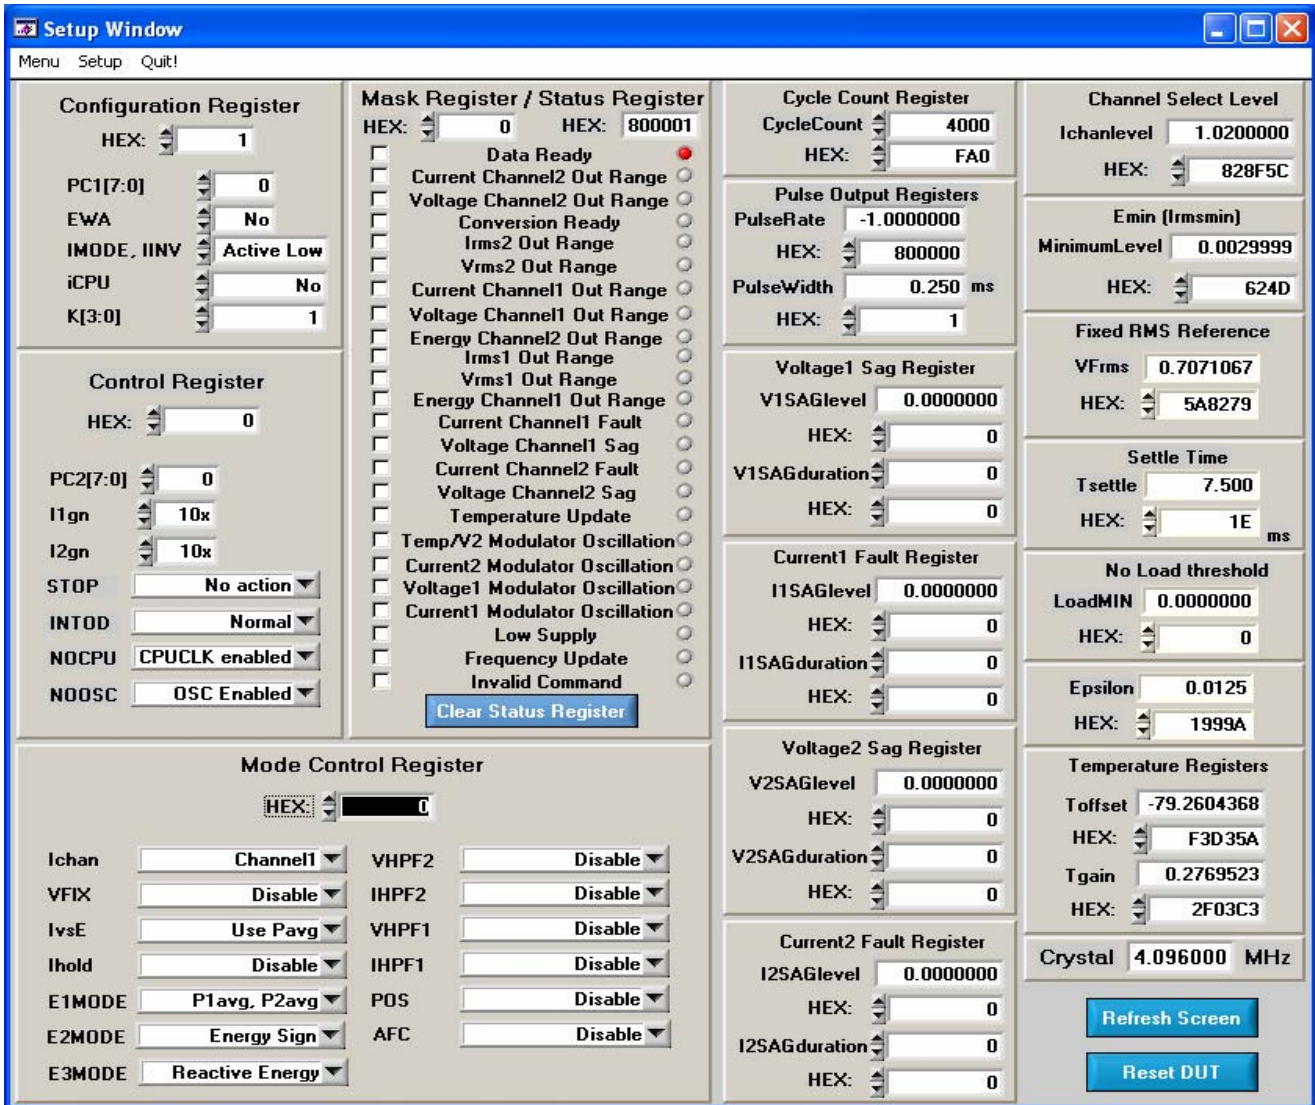 Setup Window
Menu Setup Quit!
Configuration Register
HEX: 1
PC1[7:0] 0
EWA No
IMODE, IINV Active Low
iCPU No
K[3:0] 1
Control Register
HEX: 0
PC2[7:0] 0
I1gn 10x
I2gn 10x
STOP No action
INTOD Normal
NOCPU CPUCLK enabled
NOOSC OSC Enabled
Mask Register / Status Register
HEX: 0 HEX: 800001
Data Ready
Current Channel2 Out Range
Voltage Channel2 Out Range
Conversion Ready
Irms2 Out Range
Vrms2 Out Range
Current Channel1 Out Range
Voltage Channel1 Out Range
Energy Channel2 Out Range
Irms1 Out Range
Vrms1 Out Range
Energy Channel1 Out Range
Current Channel1 Fault
Voltage Channel1 Sag
Current Channel2 Fault
Voltage Channel2 Sag
Temperature Update
Temp/V2 Modulator Oscillation
Current2 Modulator Oscillation
Voltage1 Modulator Oscillation
Current1 Modulator Oscillation
Low Supply
Frequency Update
Invalid Command
Clear Status Register
Mode Control Register
HEX: 0
Ichan Channel1
VFIX Disable
IvsE Use Pavg
Ihold Disable
E1MODE P1avg, P2avg
E2MODE Energy Sign
E3MODE Reactive Energy
VHPF2 Disable
IHPF2 Disable
VHPF1 Disable
IHPF1 Disable
POS Disable
AFC Disable
Cycle Count Register
CycleCount 4000
HEX: FA0
Pulse Output Registers
PulseRate -1.0000000
HEX: 800000
PulseWidth 0.250 ms
HEX: 1
Voltage1 Sag Register
V1SAGlevel 0.0000000
HEX: 0
V1SAGduration 0
HEX: 0
Current1 Fault Register
I1SAGlevel 0.0000000
HEX: 0
I1SAGduration 0
HEX: 0
Voltage2 Sag Register
V2SAGlevel 0.0000000
HEX: 0
V2SAGduration 0
HEX: 0
Current2 Fault Register
I2SAGlevel 0.0000000
HEX: 0
I2SAGduration 0
HEX: 0
Channel Select Level
Ichanlevel 1.0200000
HEX: 828F5C
Emin (Irmsmin)
MinimumLevel 0.0029999
HEX: 624D
Fixed RMS Reference
VFrms 0.7071067
HEX: 5A8279
Settle Time
Tsettle 7.500
HEX: 1E ms
No Load threshold
LoadMIN 0.0000000
HEX: 0
Epsilon 0.0125
HEX: 1999A
Temperature Registers
Toffset -79.2604368
HEX: F3D35A
Tgain 0.2769523
HEX: 2F03C3
Crystal 4.096000 MHz
Refresh Screen
Reset DUT